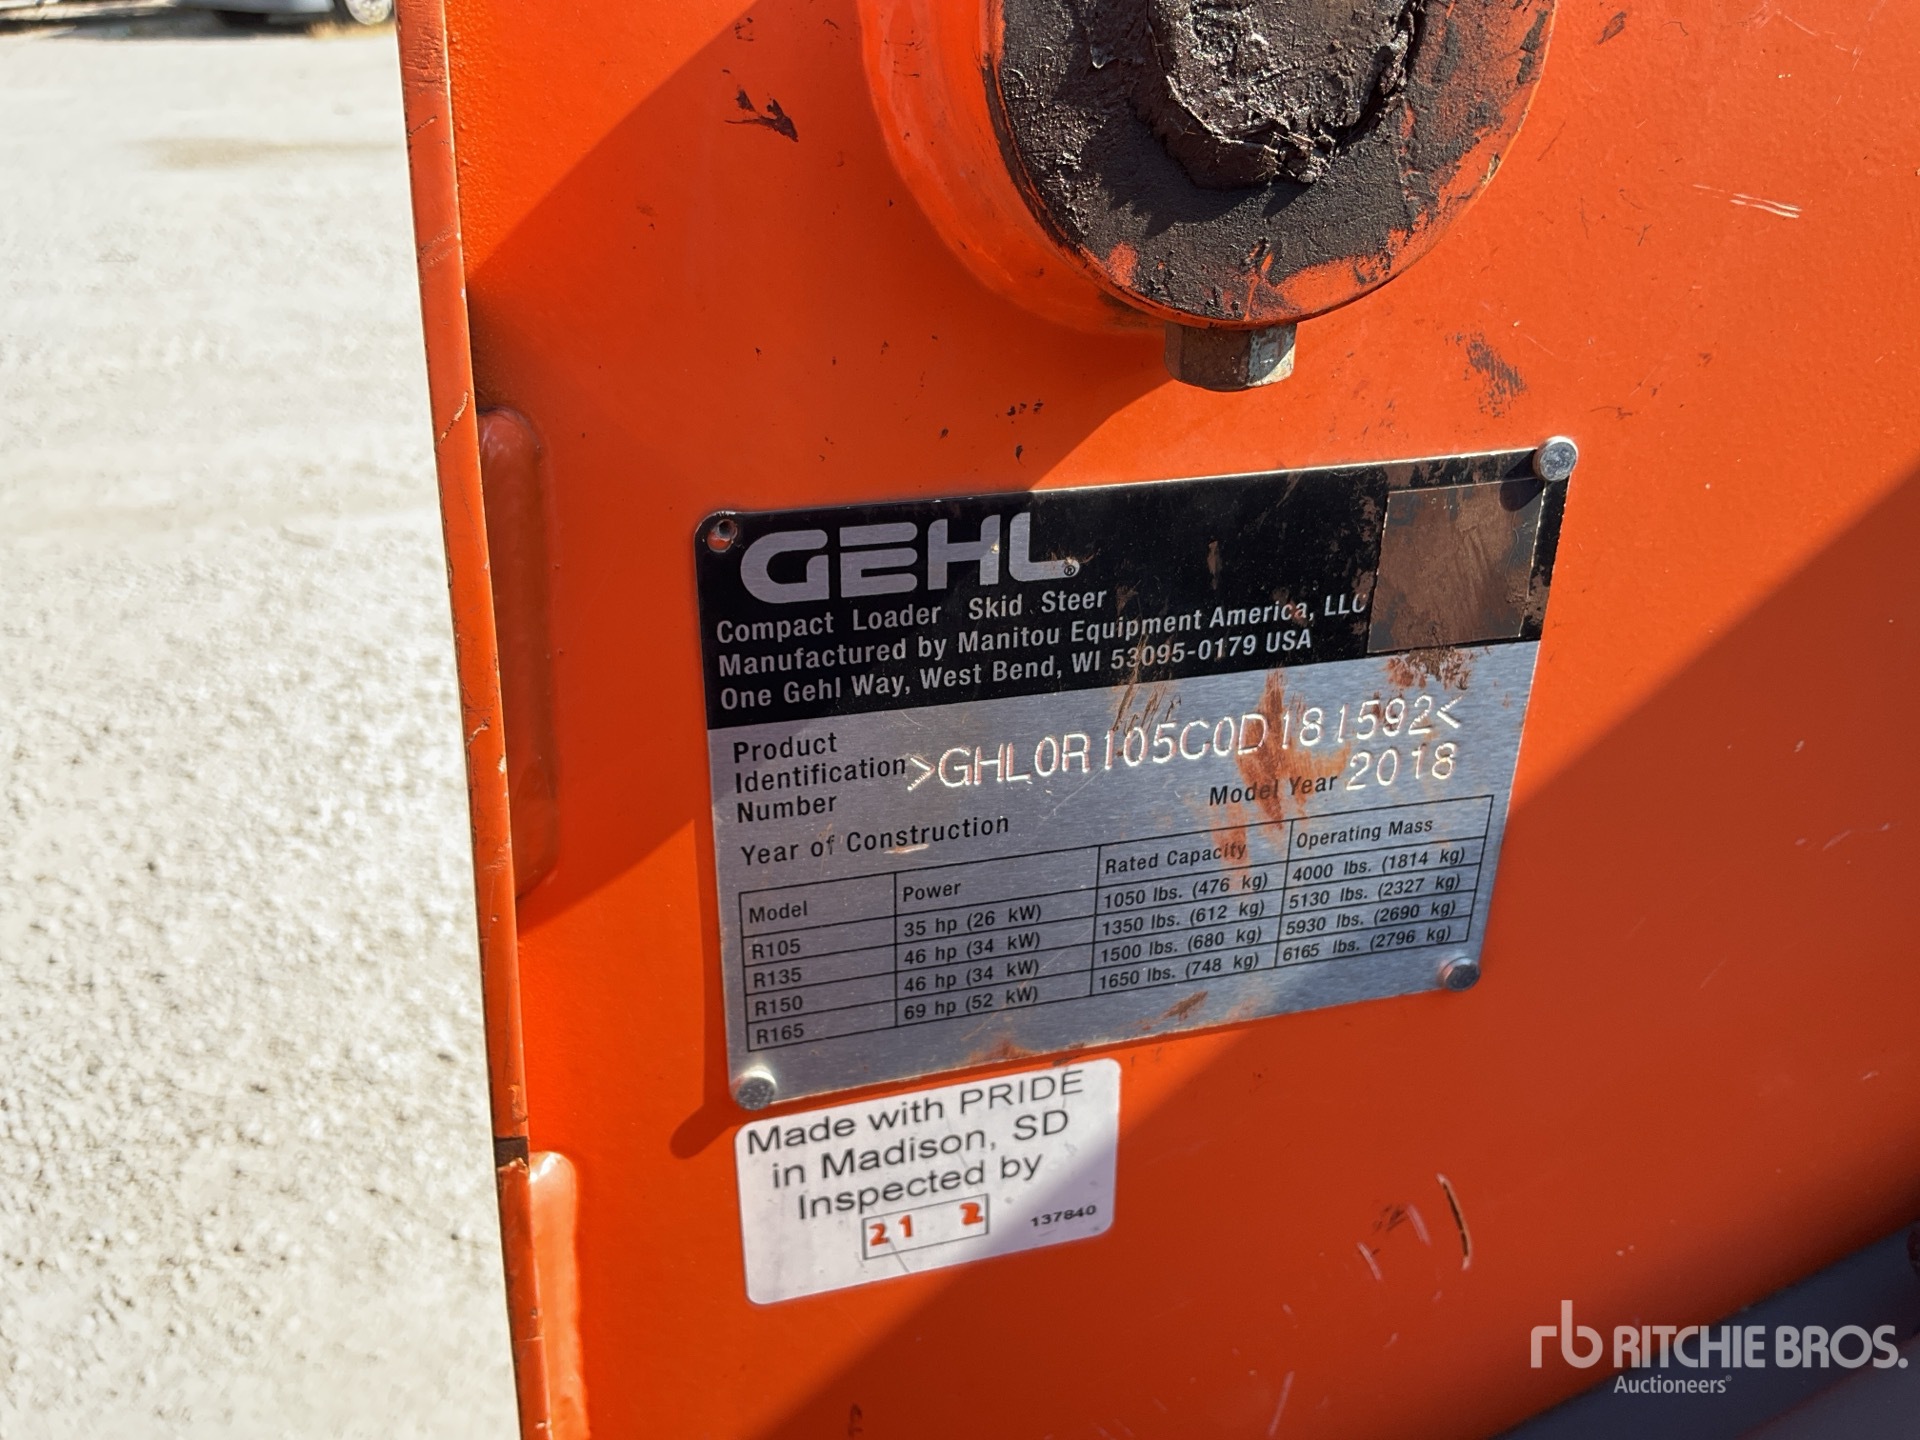 GEHL®
Compact Loader Skid Steer
Manufactured by Manitou Equipment America, LLC
One Gehl Way, West Bend, WI 53095-0179 USA
Product
Identification
Number
>GHL0R105C0D181592<
Year of Construction
Model Year 2018
Model Power Rated Capacity Operating Mass
R105 35 hp (26 kW) 1050 lbs. (476 kg) 4000 lbs. (1814 kg)
R135 46 hp (34 kW) 1350 lbs. (612 kg) 5130 lbs. (2327 kg)
R150 46 hp (34 kW) 1500 lbs. (680 kg) 5930 lbs. (2690 kg)
R165 69 hp (52 kW) 1650 lbs. (748 kg) 6165 lbs. (2796 kg)
Made with PRIDE
in Madison, SD
Inspected by
21 2
137840
rb RITCHIE BROS.
Auctioneers®